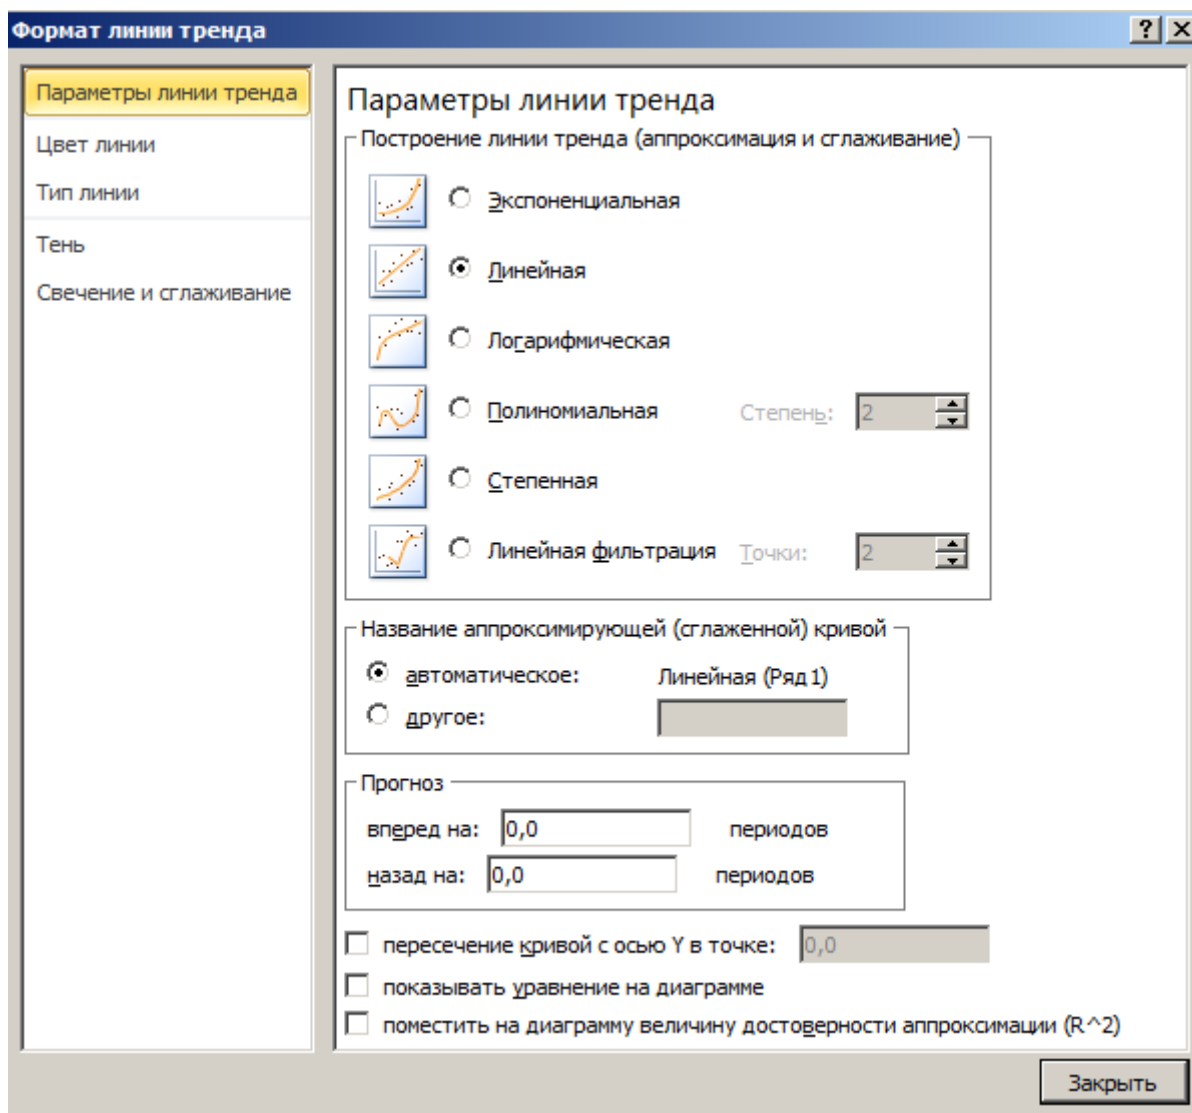 Формат линии тренда
Параметры линии тренда
Цвет линии
Тип линии
Тень
Свечение и сглаживание
Параметры линии тренда
Построение линии тренда (аппроксимация и сглаживание)
Экспоненциальная
Линейная
Логарифмическая
Полиномиальная Степень: 2
Степенная
Линейная фильтрация Точки: 2
Название аппроксимирующей (сглаженной) кривой
автоматическое: Линейная (Ряд1)
другое:
Прогноз
вперед на: 0,0 периодов
назад на: 0,0 периодов
пересечение кривой с осью Y в точке: 0,0
показывать уравнение на диаграмме
поместить на диаграмму величину достоверности аппроксимации (R^2)
Закрыть